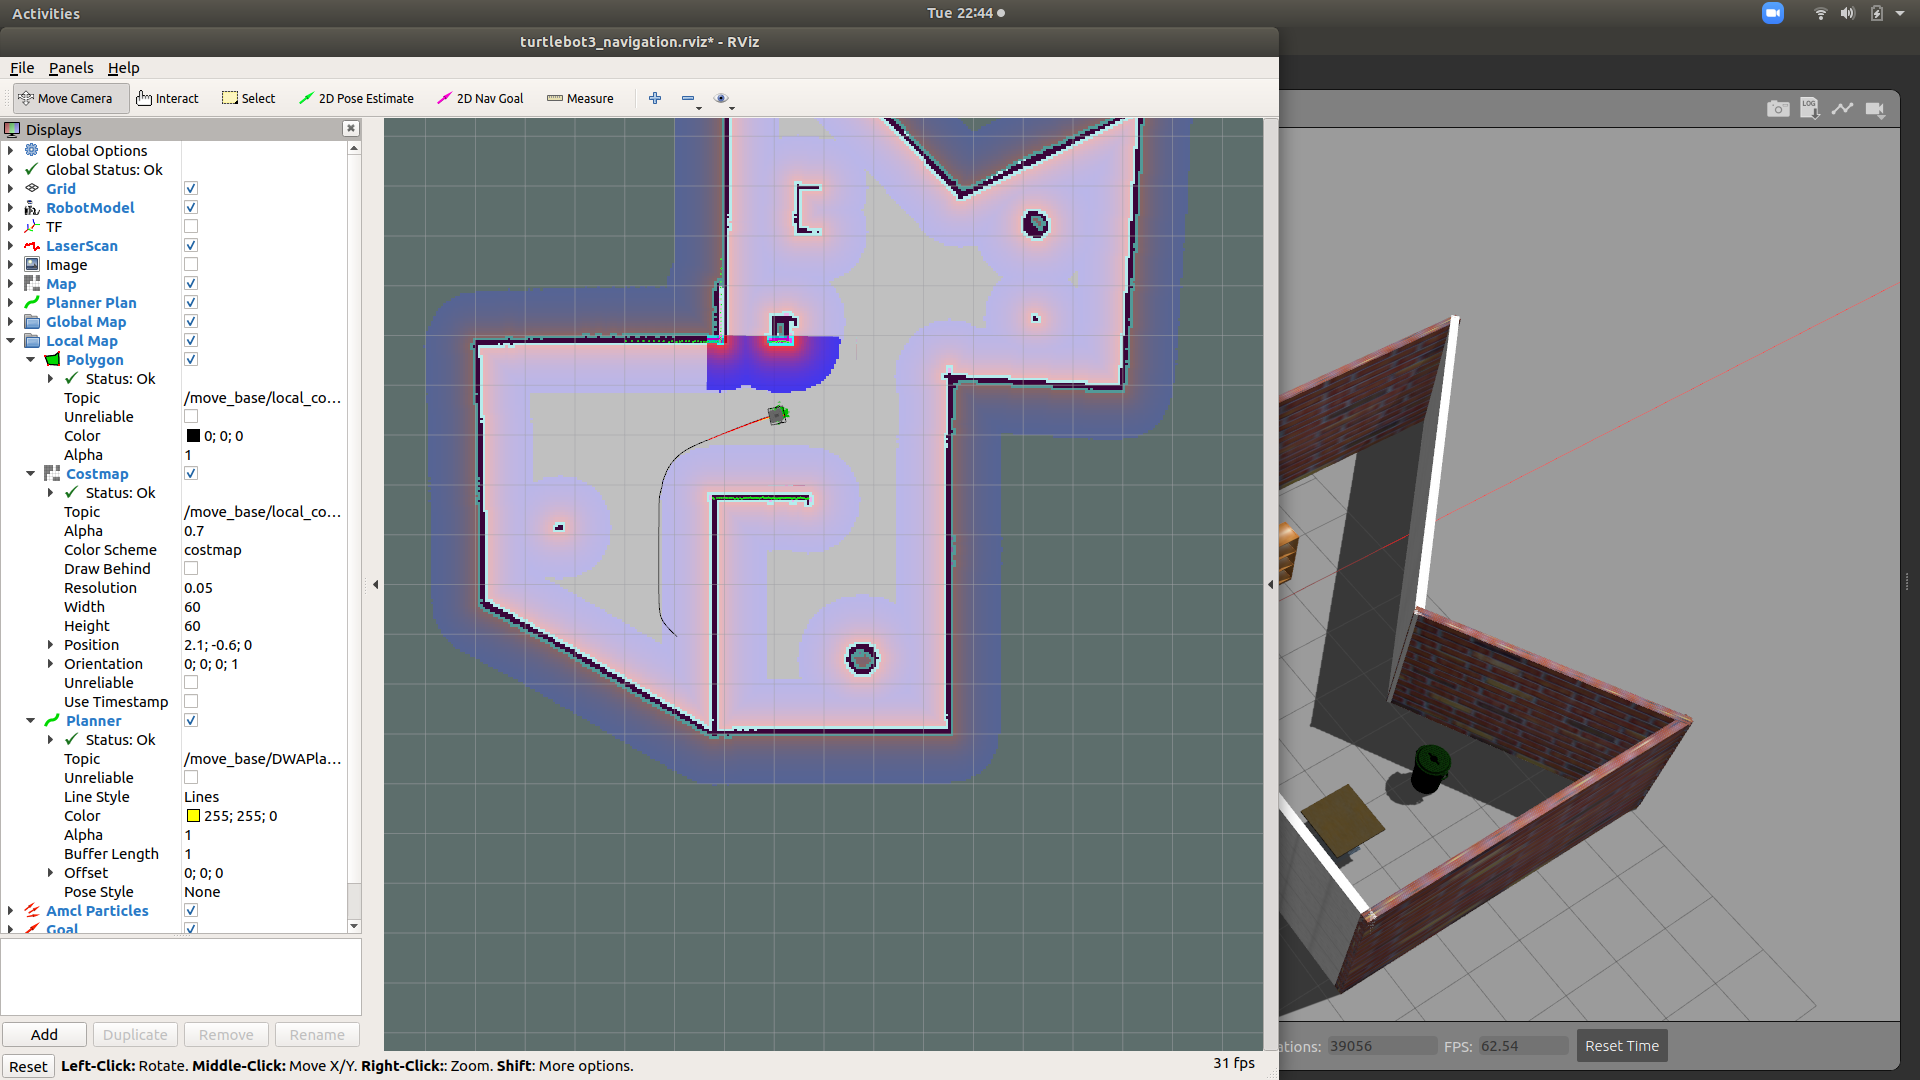 Activities
Tue 22:44
turtlebot3_navigation.rviz* - RViz
File Panels Help
Move Camera Interact Select 2D Pose Estimate 2D Nav Goal Measure
LOG
Displays
Global Options
Global Status: Ok
Grid
RobotModel
TF
LaserScan
Image
Map
Planner Plan
Global Map
Local Map
Polygon
Status: Ok
Topic /move_base/local_co...
Unreliable
Color 0; 0; 0
Alpha 1
Costmap
Status: Ok
Topic /move_base/local_co...
Alpha 0.7
Color Scheme costmap
Draw Behind
Resolution 0.05
Width 60
Height 60
Position 2.1; -0.6; 0
Orientation 0; 0; 0; 1
Unreliable
Use Timestamp
Planner
Status: Ok
Topic /move_base/DWAPla...
Unreliable
Line Style Lines
Color 255; 255; 0
Alpha 1
Buffer Length 1
Offset 0; 0; 0
Pose Style None
Amcl Particles
Goal
Add Duplicate Remove Rename
Reset Left-Click: Rotate. Middle-Click: Move X/Y. Right-Click:: Zoom. Shift: More options. 31 fps
ations: 39056 FPS: 62.54 Reset Time